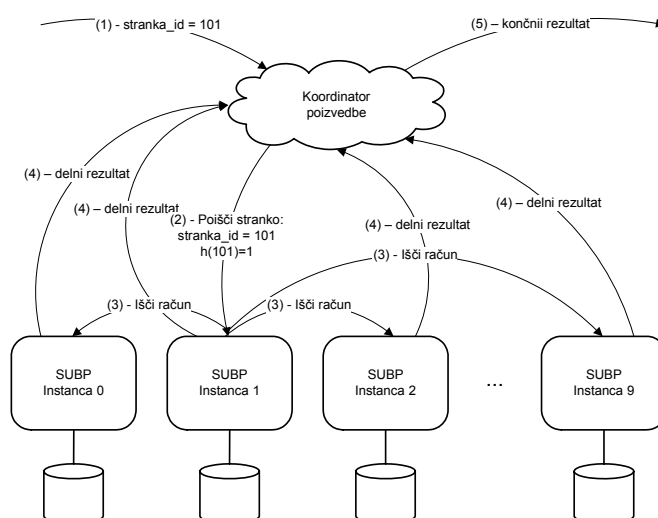 (1) - stranka_id = 101
(5) – končnii rezultat
Koordinator
poizvedbe
(4) – delni rezultat
(4) – delni rezultat
(2) - Poišči stranko:
stranka_id = 101
h(101)=1
(4) – delni rezultat
(4) – delni rezultat
(3) - Išči račun
(3) - Išči račun
(3) - Išči račun
SUBP
Instanca 0
SUBP
Instanca 1
SUBP
Instanca 2
...
SUBP
Instanca 9